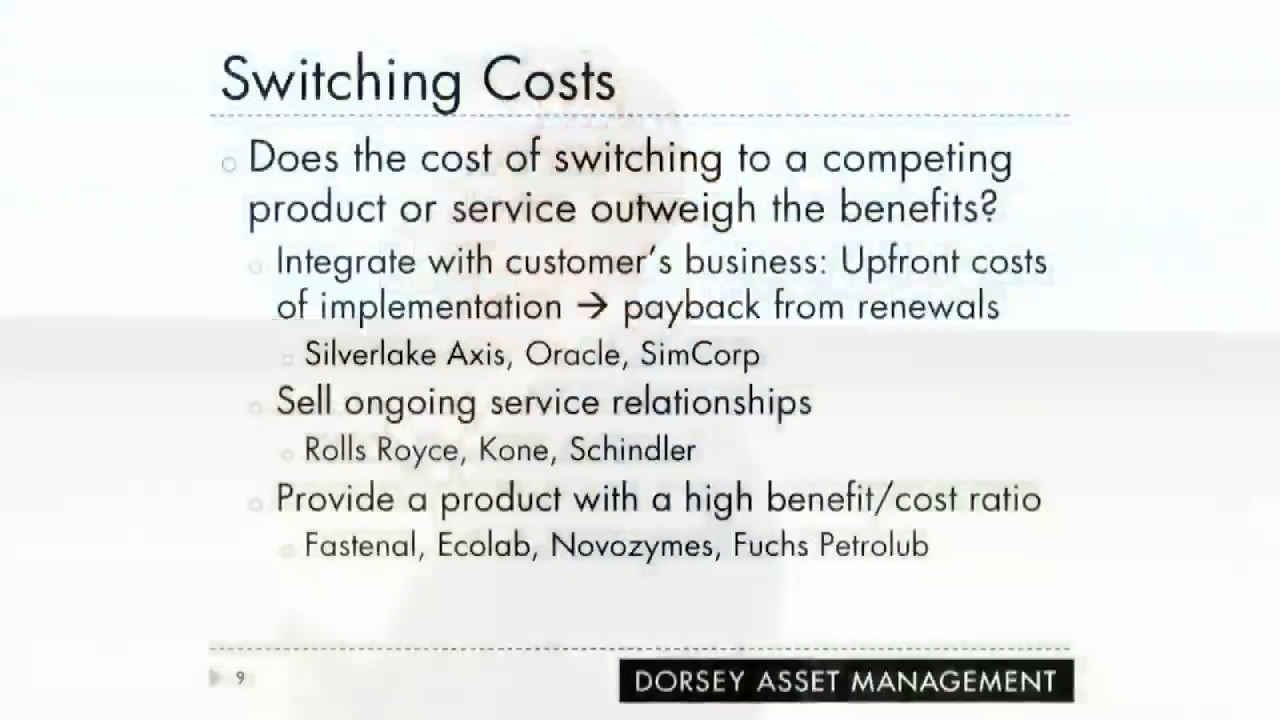 Switching Costs
Does the cost of switching to a competing
product or service outweigh the benefits?
Integrate with customer's business: Upfront costs
of implementation → payback from renewals
Silverlake Axis, Oracle, SimCorp
Sell ongoing service relationships
Rolls Royce, Kone, Schindler
Provide a product with a high benefit/cost ratio
Fastenal, Ecolab, Novozymes, Fuchs Petrolub
9
DORSEY ASSET MANAGEMENT